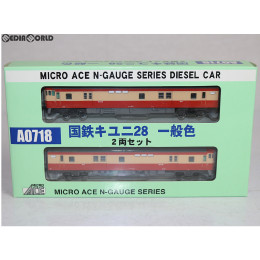 MEDIAWORLD
MICRO ACE N-GAUGE SERIES DIESEL CAR
A0718
国鉄キユニ28 一般色
2両セット
MICRO ACE N-GAUGE SERIES